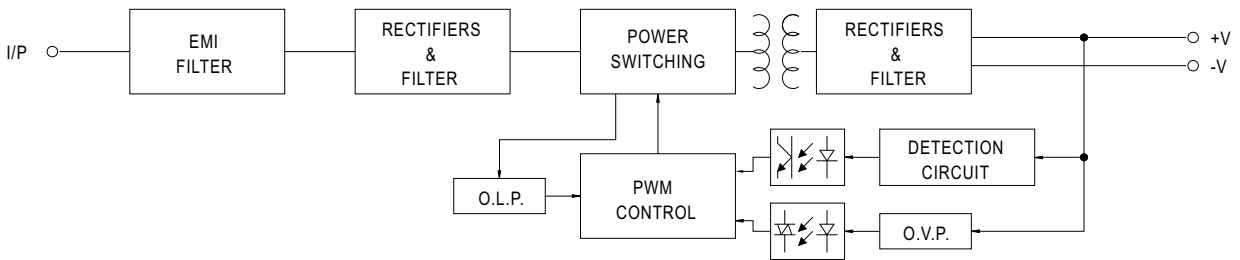 I/P
EMI
FILTER
RECTIFIERS
&
FILTER
POWER
SWITCHING
RECTIFIERS
&
FILTER
+V
-V
O.L.P.
PWM
CONTROL
DETECTION
CIRCUIT
O.V.P.